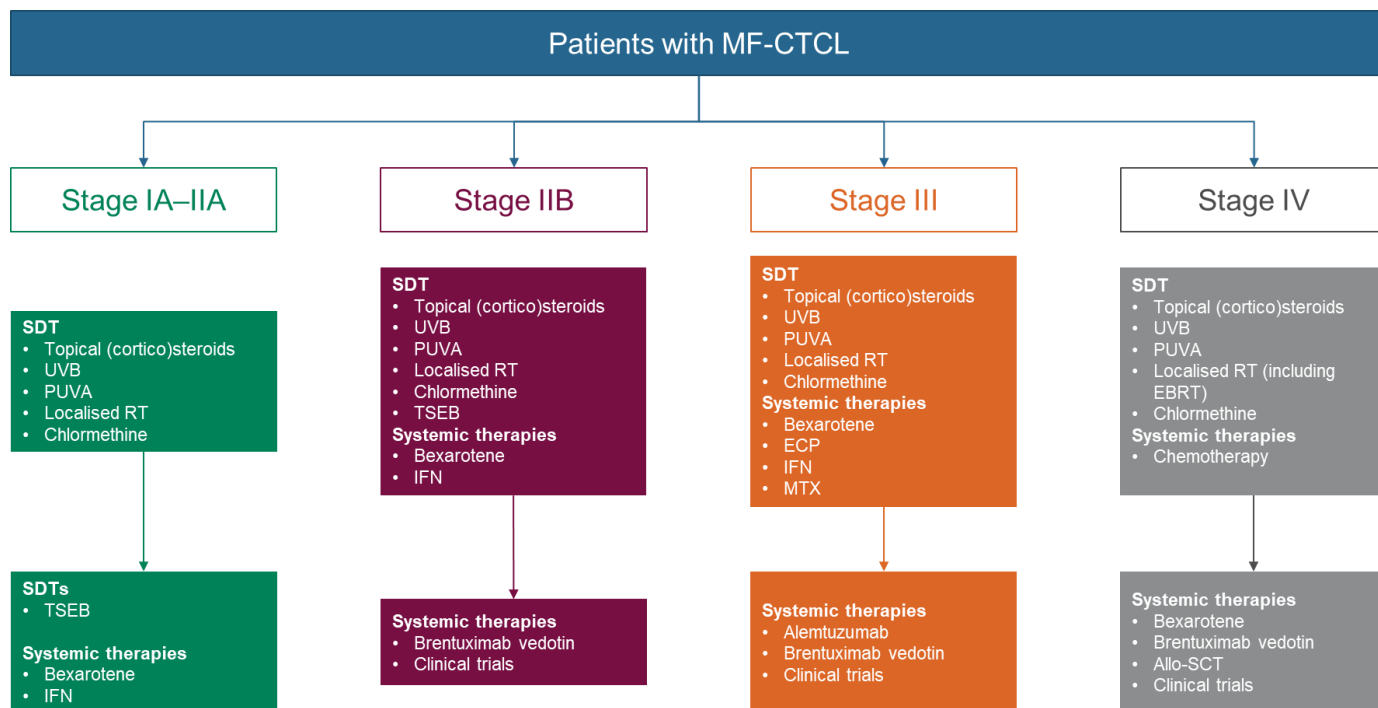 Patients with MF-CTCL
Stage IA–IIA
Stage IIB
Stage III
Stage IV
SDT
• Topical (cortico)steroids
• UVB
• PUVA
• Localised RT
• Chlormethine
SDT
• Topical (cortico)steroids
• UVB
• PUVA
• Localised RT
• Chlormethine
• TSEB
Systemic therapies
• Bexarotene
• IFN
SDT
• Topical (cortico)steroids
• UVB
• PUVA
• Localised RT
• Chlormethine
Systemic therapies
• Bexarotene
• ECP
• IFN
• MTX
SDT
• Topical (cortico)steroids
• UVB
• PUVA
• Localised RT (including
EBRT)
• Chlormethine
Systemic therapies
• Chemotherapy
SDTs
• TSEB
Systemic therapies
• Bexarotene
• IFN
Systemic therapies
• Brentuximab vedotin
• Clinical trials
Systemic therapies
• Alemtuzumab
• Brentuximab vedotin
• Clinical trials
Systemic therapies
• Bexarotene
• Brentuximab vedotin
• Allo-SCT
• Clinical trials